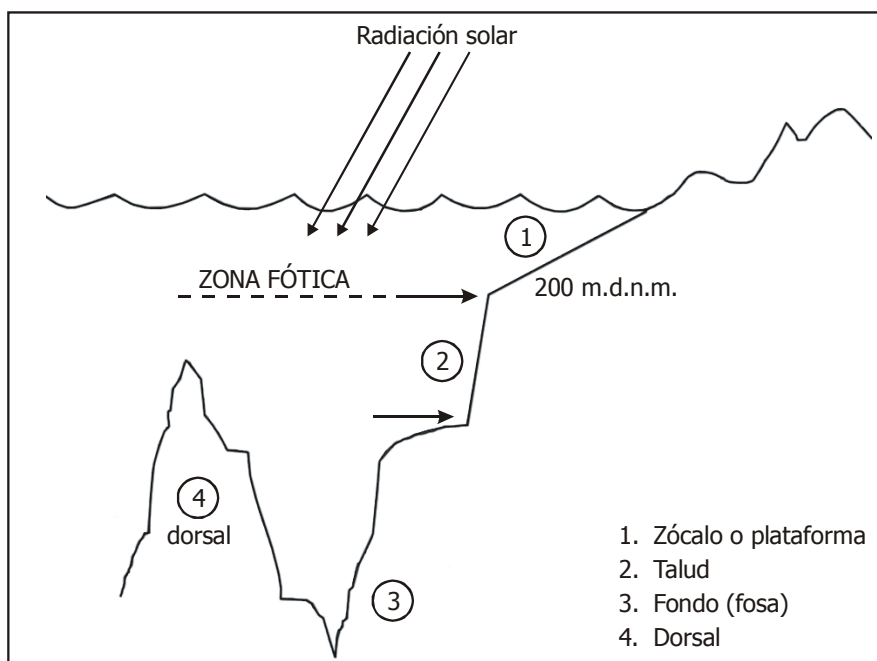 Radiación solar
1
ZONA FÓTICA
200 m.d.n.m.
2
4
dorsal
3
1. Zócalo o plataforma
2. Talud
3. Fondo (fosa)
4. Dorsal